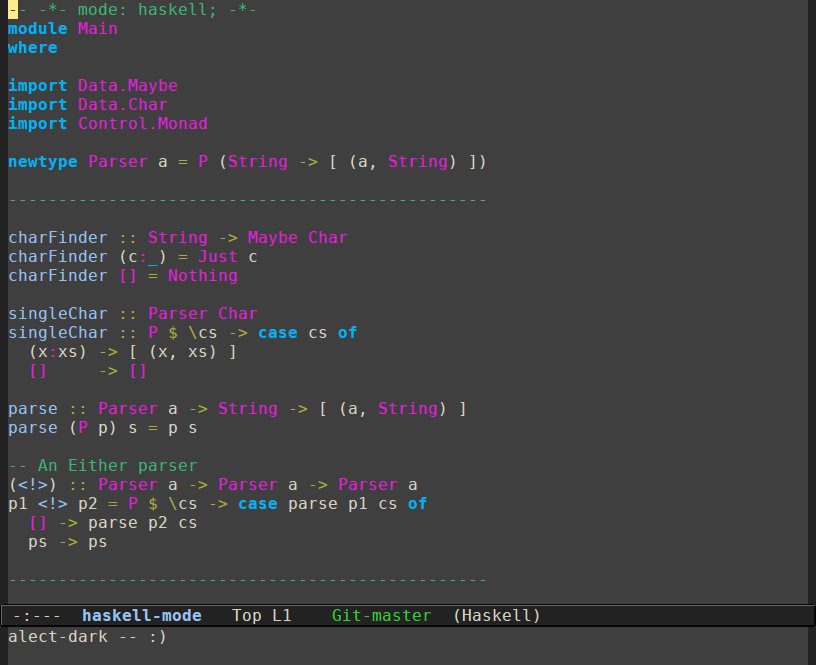 -- -*- mode: haskell; -*-
module Main
where

import Data.Maybe
import Data.Char
import Control.Monad

newtype Parser a = P (String -> [ (a, String) ])

------------------------------------------------

charFinder :: String -> Maybe Char
charFinder (c:_) = Just c
charFinder [] = Nothing

singleChar :: Parser Char
singleChar :: P $ \cs -> case cs of
  (x:xs) -> [ (x, xs) ]
  []     -> []

parse :: Parser a -> String -> [ (a, String) ]
parse (P p) s = p s

-- An Either parser
(<!>) :: Parser a -> Parser a -> Parser a
p1 <!> p2 = P $ \cs -> case parse p1 cs of
  [] -> parse p2 cs
  ps -> ps

------------------------------------------------
-:---  haskell-mode   Top L1    Git-master  (Haskell)
alect-dark -- :)